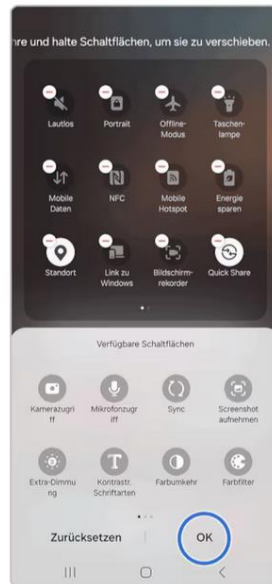 hre und halte Schaltflächen, um sie zu verschieben.
Lautlos
Portrait
Offline-
Modus
Taschen-
lampe
Mobile
Daten
NFC
Mobile
Hotspot
Energie
sparen
Standort
Link zu
Windows
Bildschirm-
rekorder
Quick Share
Verfügbare Schaltflächen
Kamerazugri
ff
Mikrofonzugr
iff
Sync
Screenshot
aufnehmen
Extra-Dimmu
ng
Kontrastr.
Schriftarten
Farbumkehr
Farbfilter
Zurücksetzen
OK